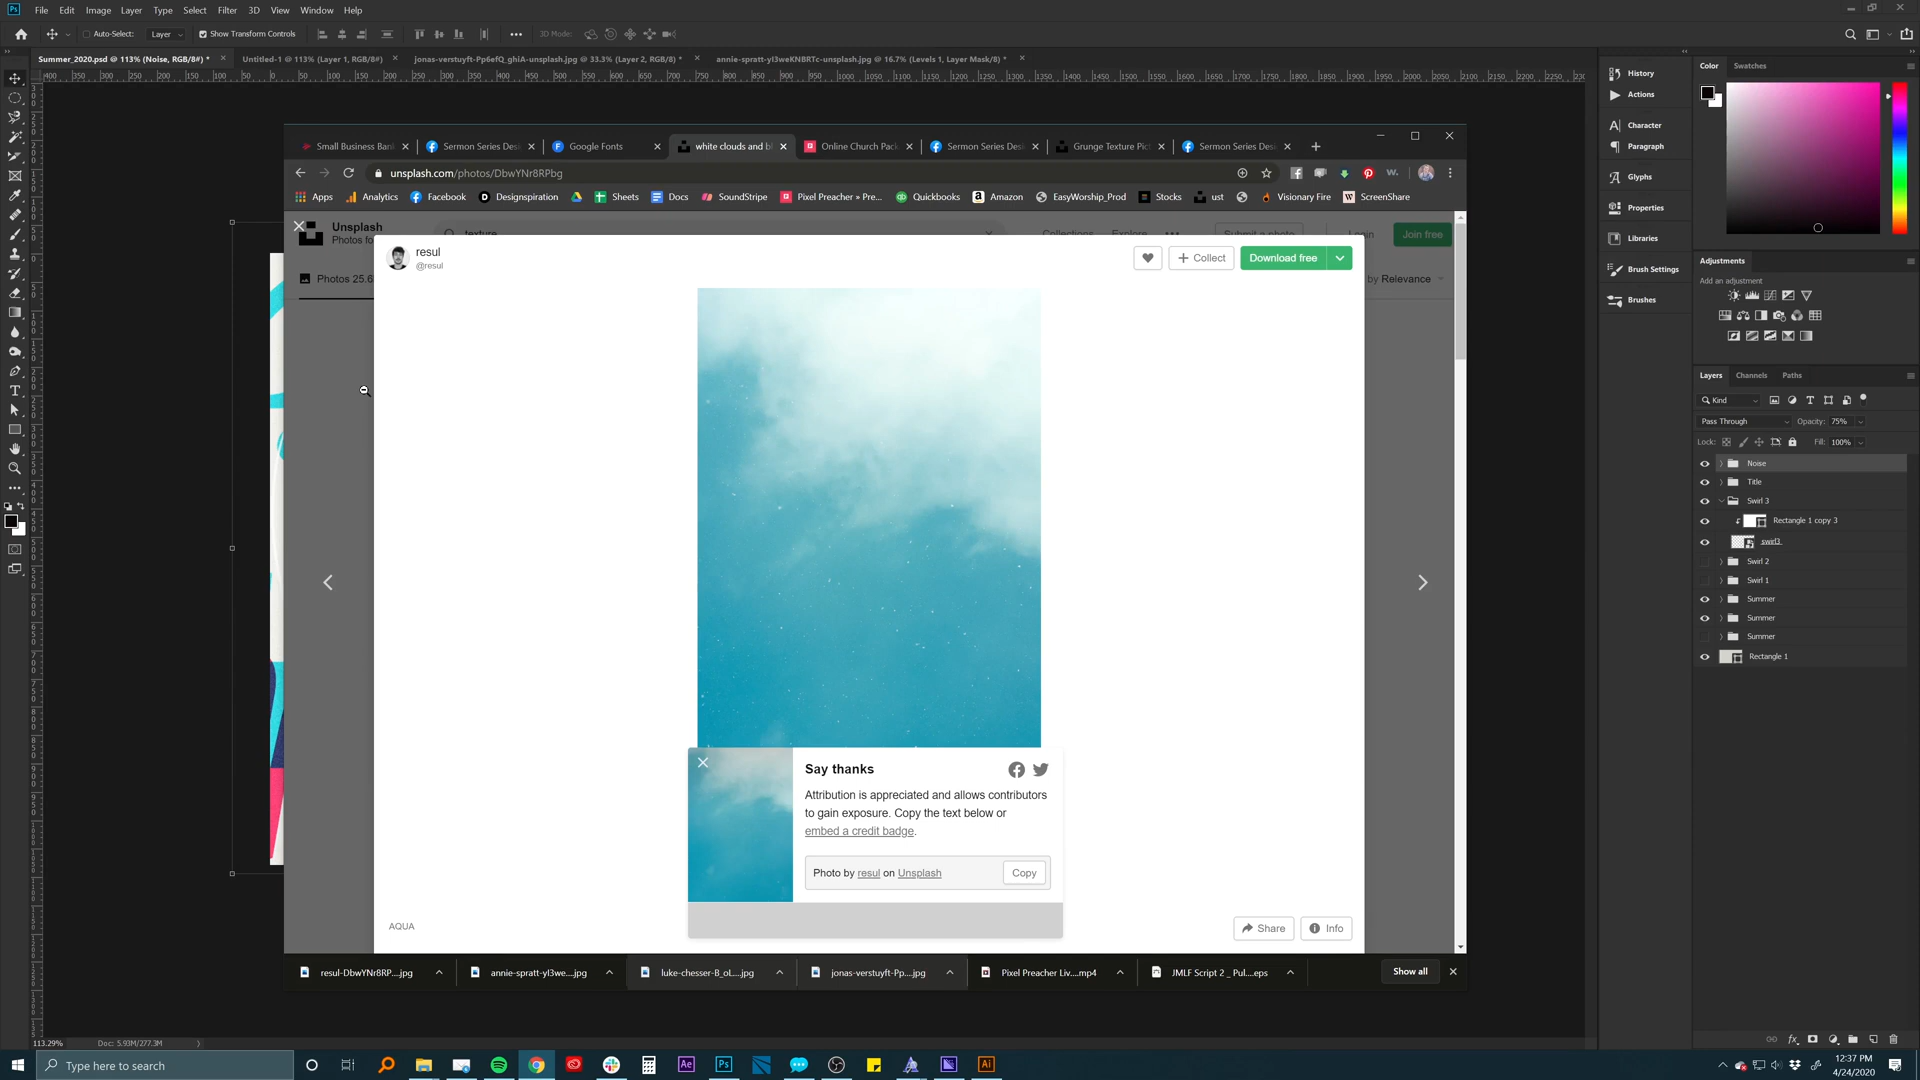 File Edit Image Layer Type Select Filter 3D View Window Help
Auto-Select: Layer Show Transform Controls 3D Mode:
Summer_2020.psd @ 113% (Noise, RGB/8#) * Untitled-1 @ 113% (Layer 1, RGB/8#) jonas-verstuyft-Pp6efQ_ghiA-unsplash.jpg @ 33.3% (Layer 2, RGB/8) * annie-spratt-yI3weKNBRTc-unsplash.jpg @ 16.7% (Levels 1, Layer Mask/8) *
Small Business Ban Sermon Series Des Google Fonts white clouds and b Online Church Pac Sermon Series Des Grunge Texture Pic Sermon Series Des
unsplash.com/photos/DbwYNr8RPbg
Apps Analytics Facebook Designspiration Sheets Docs SoundStripe Pixel Preacher » Pre... Quickbooks Amazon EasyWorship_Prod Stocks ust Visionary Fire ScreenShare
Unsplash
Photos fo
texture
Collections Explore Submit a photo Login Join free
resul
@resul
Collect
Download free
Photos 25.6
by Relevance
Say thanks
Attribution is appreciated and allows contributors
to gain exposure. Copy the text below or
embed a credit badge.
Photo by resul on Unsplash
Copy
AQUA
Share
Info
resul-DbwYNr8RP....jpg annie-spratt-yI3we....jpg luke-chesser-B_oL....jpg jonas-verstuyft-Pp....jpg Pixel Preacher Liv....mp4 JMLF Script 2 _ Pul....eps Show all
113.29% Doc: 5.93M/277.3M
History
Actions
Character
Paragraph
Glyphs
Properties
Libraries
Brush Settings
Brushes
Color Swatches
Adjustments
Add an adjustment
Layers Channels Paths
Kind
Pass Through Opacity: 75%
Lock: Fill: 100%
Noise
Title
Swirl 3
Rectangle 1 copy 3
swirl3
Swirl 2
Swirl 1
Summer
Summer
Summer
Rectangle 1
Type here to search
12:37 PM
4/24/2020